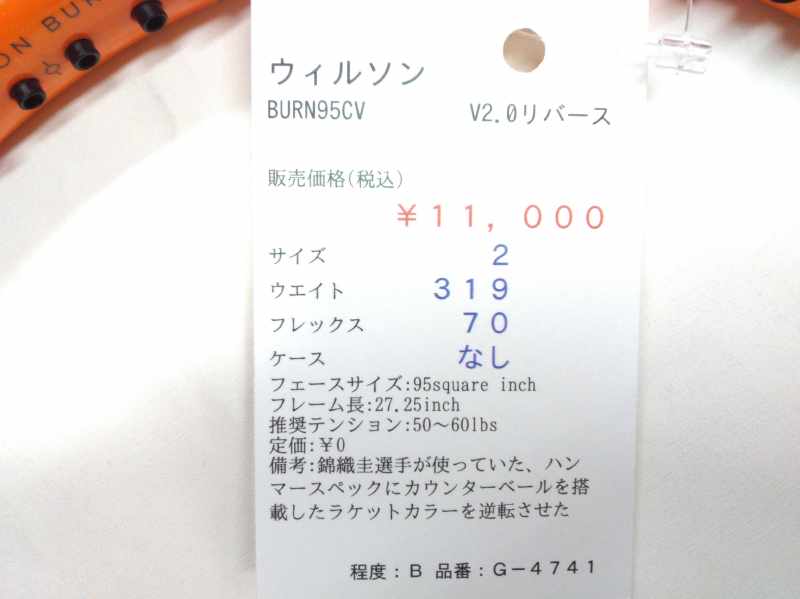 ON BUR
ウィルソン
BURN95CV V2.0リバース
販売価格(税込)
￥１１，０００
サイズ ２
ウエイト ３１９
フレックス ７０
ケース なし
フェースサイズ:95square inch
フレーム長:27.25inch
推奨テンション:50～60lbs
定価:￥0
備考:錦織圭選手が使っていた、ハン
マースペックにカウンターベールを搭
載したラケットカラーを逆転させた
程度：Ｂ 品番：Ｇ－４７４１